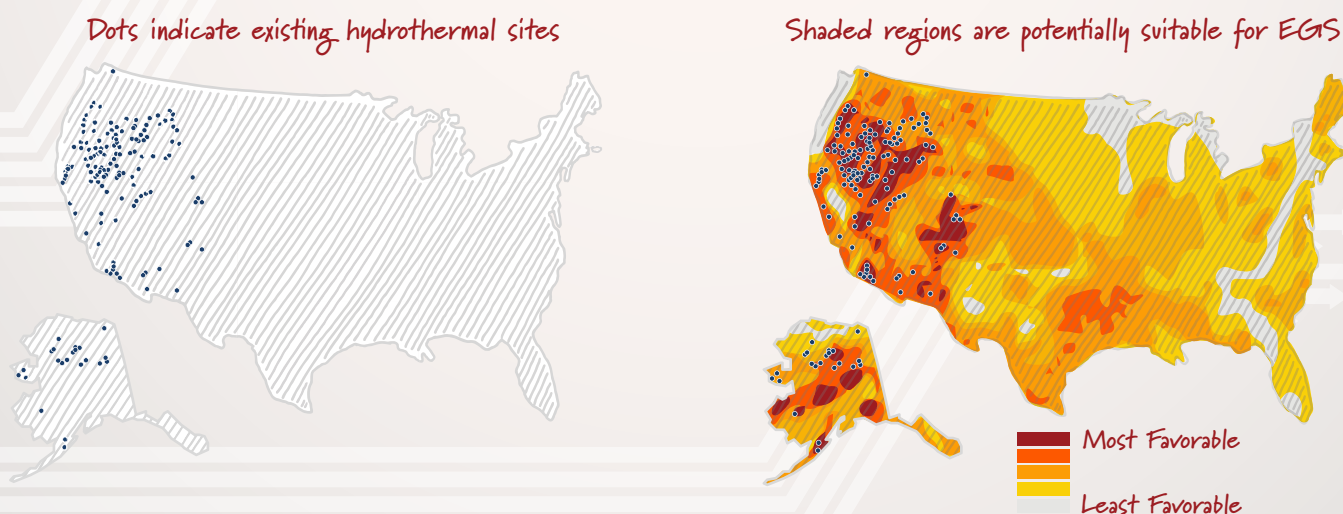 Dots indicate existing hydrothermal sites
Shaded regions are potentially suitable for EGS
Most Favorable
Least Favorable